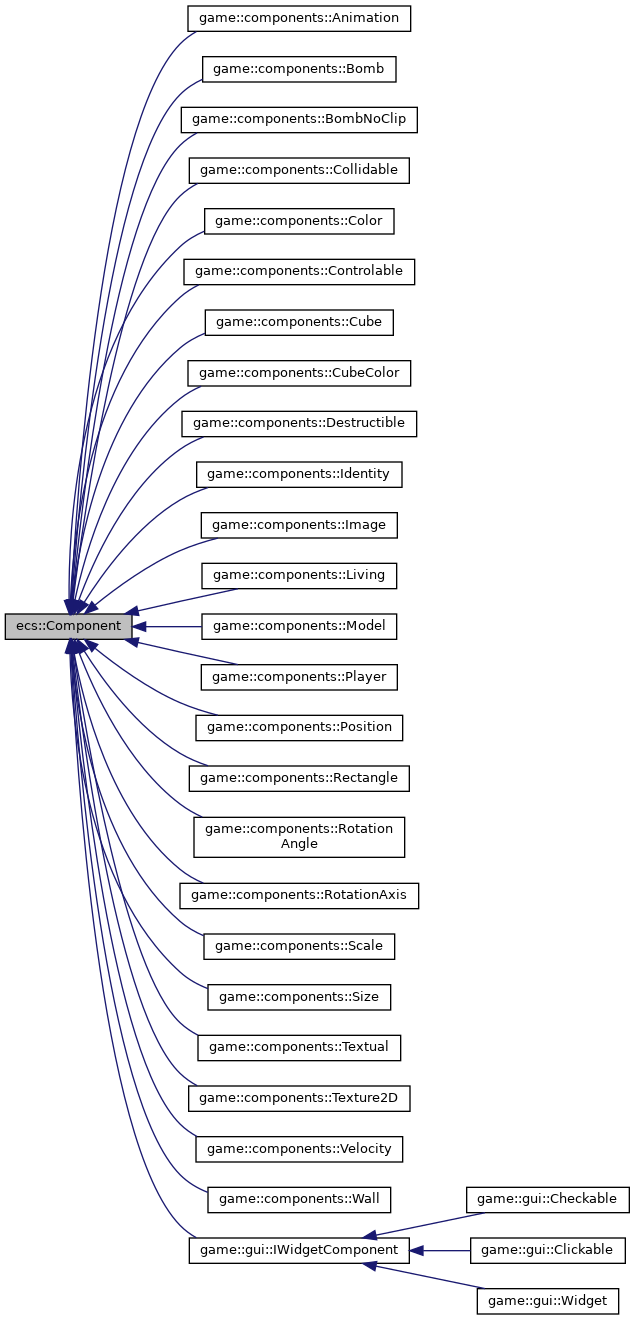 game::components::Animation
game::components::Bomb
game::components::BombNoClip
game::components::Collidable
game::components::Color
game::components::Controlable
game::components::Cube
game::components::CubeColor
game::components::Destructible
game::components::Identity
game::components::Image
game::components::Living
ecs::Component
game::components::Model
game::components::Player
game::components::Position
game::components::Rectangle
game::components::Rotation
Angle
game::components::RotationAxis
game::components::Scale
game::components::Size
game::components::Textual
game::components::Texture2D
game::components::Velocity
game::components::Wall
game::gui::IWidgetComponent
game::gui::Checkable
game::gui::Clickable
game::gui::Widget